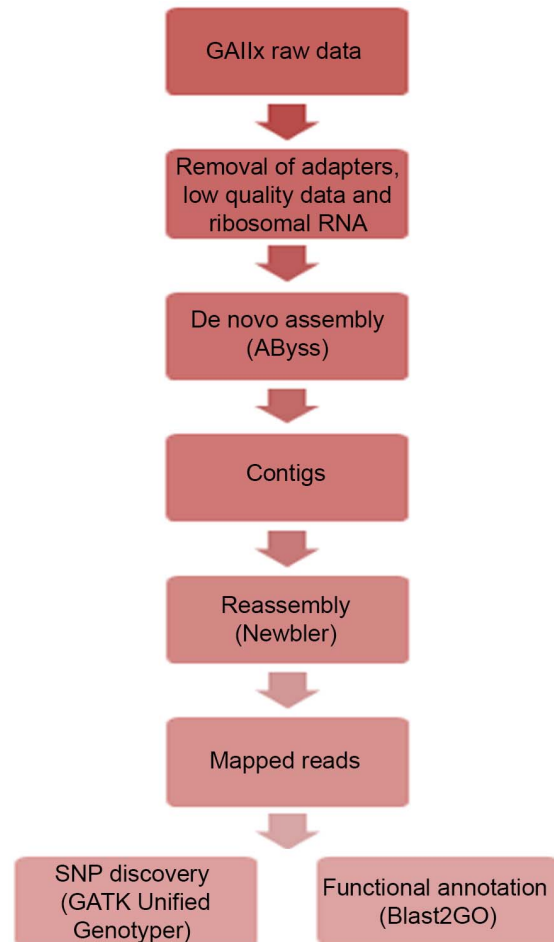 GAIIx raw data
Removal of adapters,
low quality data and
ribosomal RNA
De novo assembly
(AByss)
Contigs
Reassembly
(Newbler)
Mapped reads
SNP discovery
(GATK Unified
Genotyper)
Functional annotation
(Blast2GO)